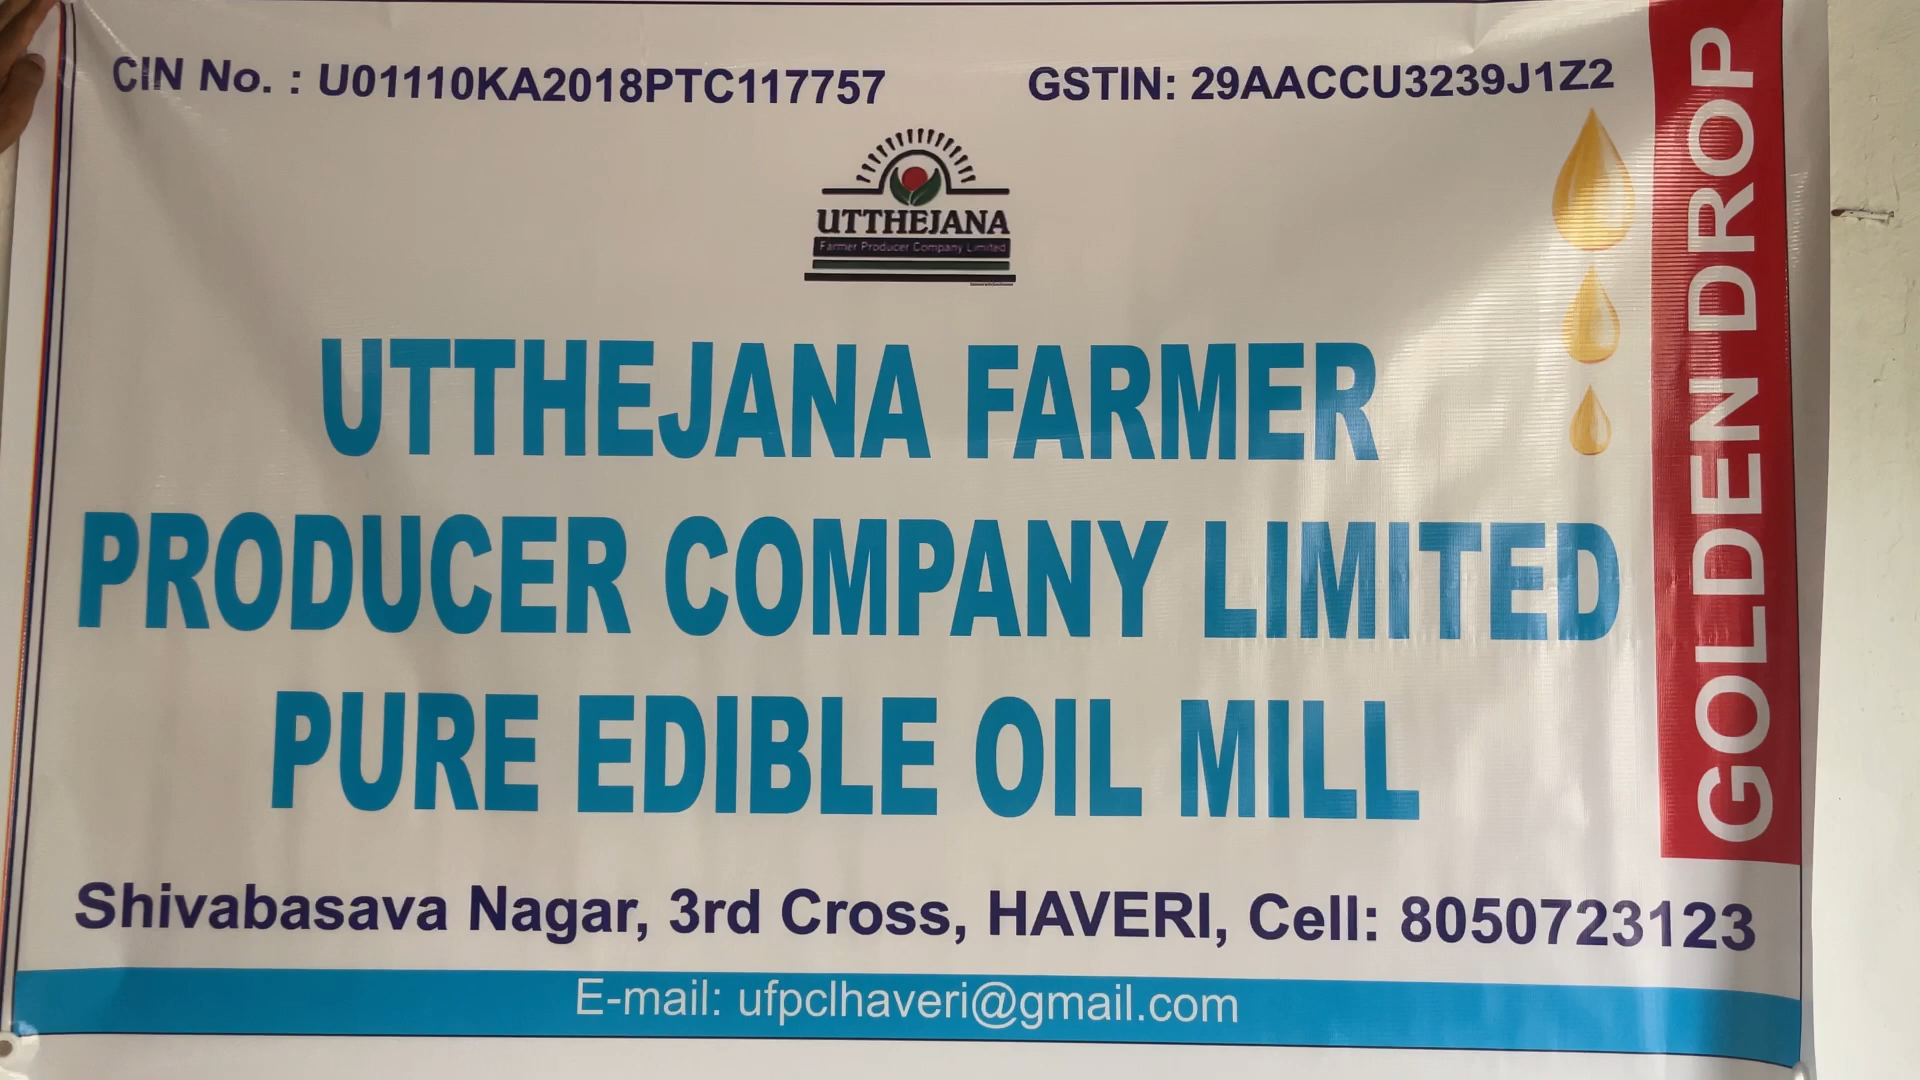 CIN No. : U01110KA2018PTC117757
GSTIN: 29AACCU3239J1Z2
UTTHEJANA
Farmer Producer Company Limited
UTTHEJANA FARMER
PRODUCER COMPANY LIMITED
PURE EDIBLE OIL MILL
GOLDEN DROP
Shivabasava Nagar, 3rd Cross, HAVERI, Cell: 8050723123
E-mail: ufpclhaveri@gmail.com